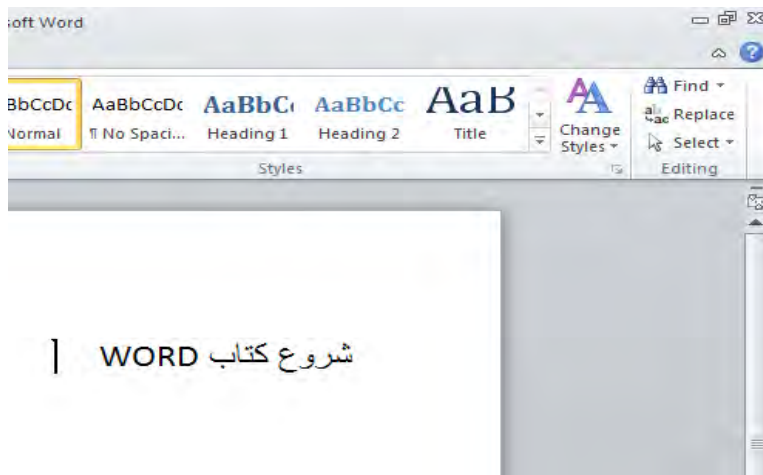 soft Word
Find
BbCcDc AaBbCcDc AaBbC AaBbCc AaB
Replace
Normal ¶ No Spaci... Heading 1 Heading 2 Title Change Styles
Select
Styles Editing
شروع کتاب WORD